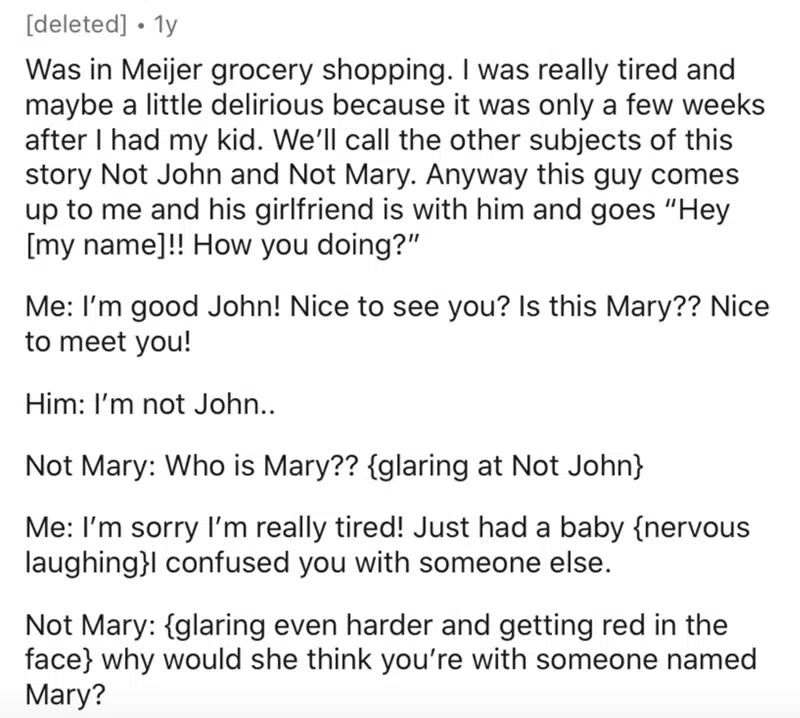 [deleted] • 1y
Was in Meijer grocery shopping. I was really tired and
maybe a little delirious because it was only a few weeks
after I had my kid. We’ll call the other subjects of this
story Not John and Not Mary. Anyway this guy comes
up to me and his girlfriend is with him and goes “Hey
[my name]!! How you doing?”
Me: I’m good John! Nice to see you? Is this Mary?? Nice
to meet you!
Him: I’m not John..
Not Mary: Who is Mary?? {glaring at Not John}
Me: I’m sorry I’m really tired! Just had a baby {nervous
laughing}I confused you with someone else.
Not Mary: {glaring even harder and getting red in the
face} why would she think you’re with someone named
Mary?